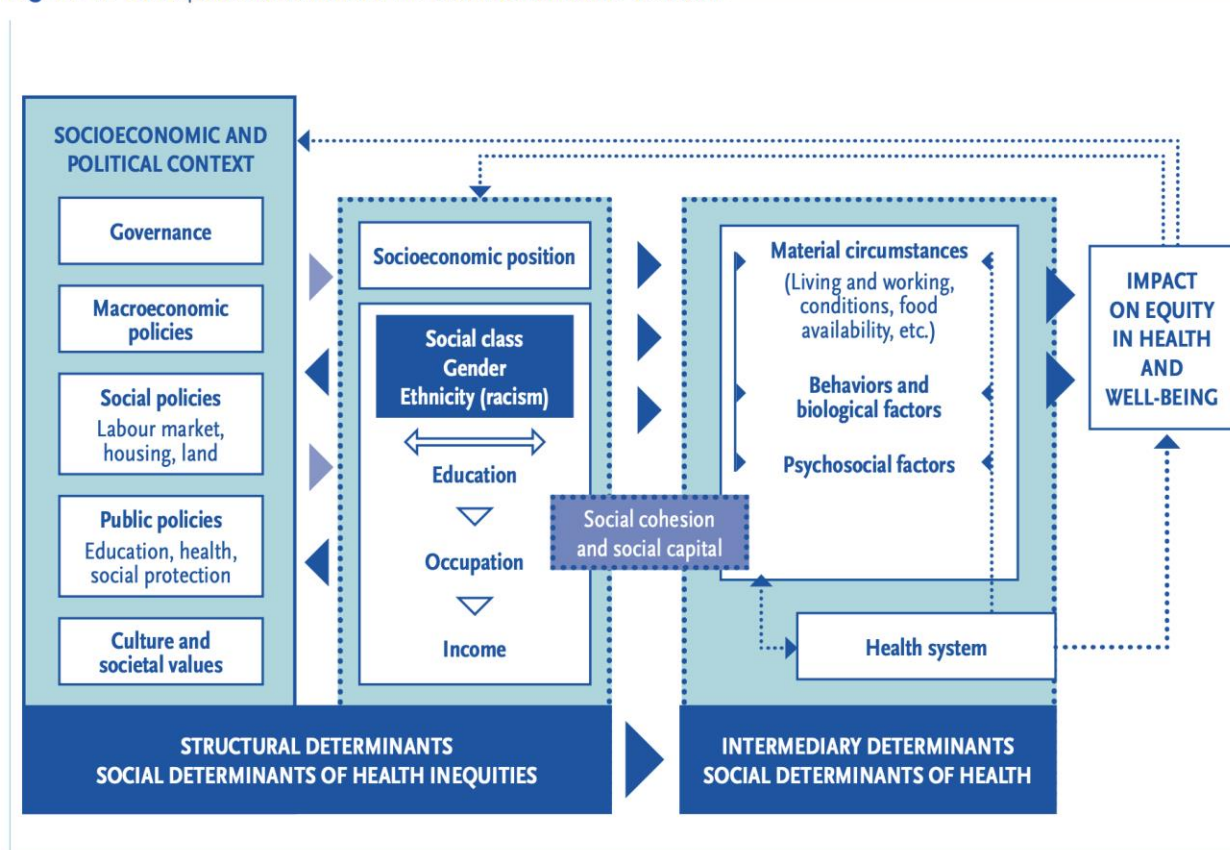 SOCIOECONOMIC AND
POLITICAL CONTEXT
Governance
Macroeconomic
policies
Social policies
Labour market,
housing, land
Public policies
Education, health,
social protection
Culture and
societal values
Socioeconomic position
Social class
Gender
Ethnicity (racism)
Education
Occupation
Income
Social cohesion
and social capital
Material circumstances
(Living and working,
conditions, food
availability, etc.)
Behaviors and
biological factors
Psychosocial factors
Health system
IMPACT
ON EQUITY
IN HEALTH
AND
WELL-BEING
STRUCTURAL DETERMINANTS
SOCIAL DETERMINANTS OF HEALTH INEQUITIES
INTERMEDIARY DETERMINANTS
SOCIAL DETERMINANTS OF HEALTH